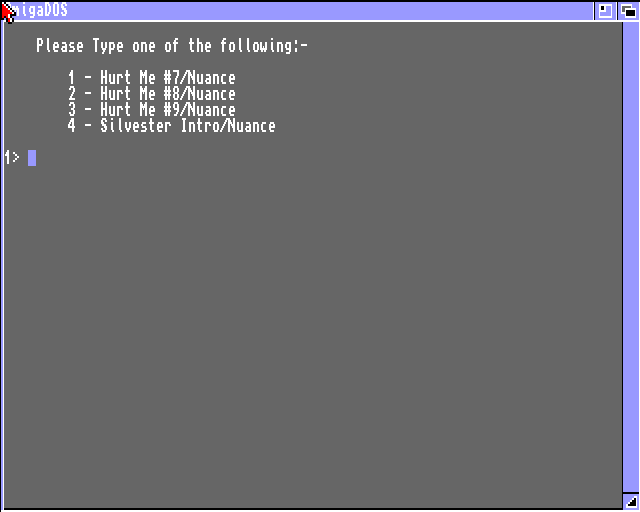 migaDOS
Please Type one of the following:-
1 - Hurt Me #7/Nuance
2 - Hurt Me #8/Nuance
3 - Hurt Me #9/Nuance
4 - Silvester Intro/Nuance
1>